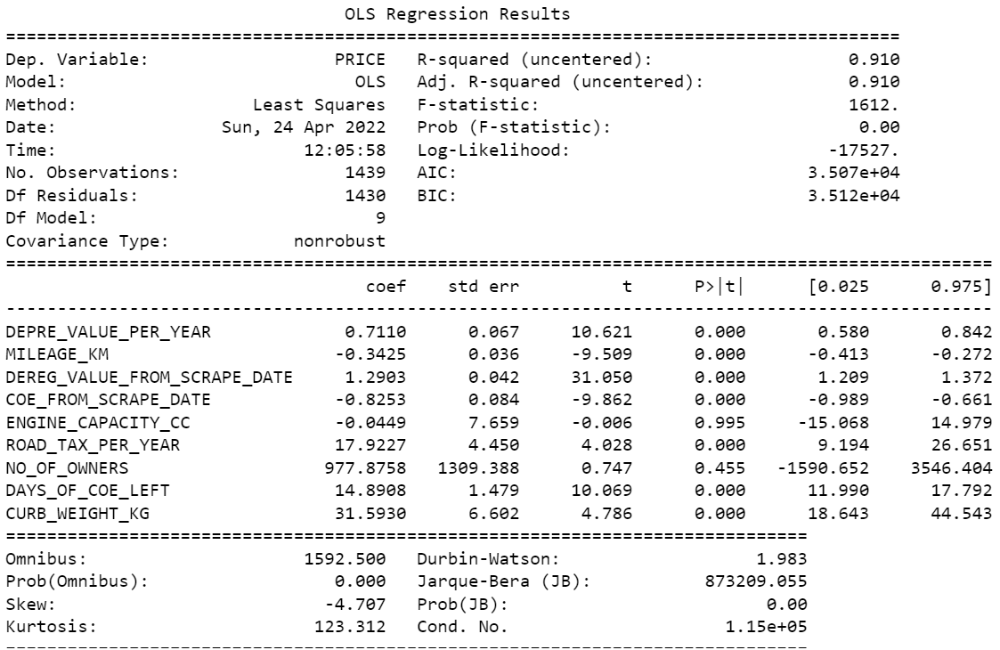 OLS Regression Results
==============================================================================
Dep. Variable: PRICE R-squared (uncentered): 0.910
Model: OLS Adj. R-squared (uncentered): 0.910
Method: Least Squares F-statistic: 1612.
Date: Sun, 24 Apr 2022 Prob (F-statistic): 0.00
Time: 12:05:58 Log-Likelihood: -17527.
No. Observations: 1439 AIC: 3.507e+04
Df Residuals: 1430 BIC: 3.512e+04
Df Model: 9
Covariance Type: nonrobust
==============================================================================
coef std err t P>|t| [0.025 0.975]
------------------------------------------------------------------------------
DEPRE_VALUE_PER_YEAR 0.7110 0.067 10.621 0.000 0.580 0.842
MILEAGE_KM -0.3425 0.036 -9.509 0.000 -0.413 -0.272
DEREG_VALUE_FROM_SCRAPE_DATE 1.2903 0.042 31.050 0.000 1.209 1.372
COE_FROM_SCRAPE_DATE -0.8253 0.084 -9.862 0.000 -0.989 -0.661
ENGINE_CAPACITY_CC -0.0449 7.659 -0.006 0.995 -15.068 14.979
ROAD_TAX_PER_YEAR 17.9227 4.450 4.028 0.000 9.194 26.651
NO_OF_OWNERS 977.8758 1309.388 0.747 0.455 -1590.652 3546.404
DAYS_OF_COE_LEFT 14.8908 1.479 10.069 0.000 11.990 17.792
CURB_WEIGHT_KG 31.5930 6.602 4.786 0.000 18.643 44.543
==============================================================================
Omnibus: 1592.500 Durbin-Watson: 1.983
Prob(Omnibus): 0.000 Jarque-Bera (JB): 873209.055
Skew: -4.707 Prob(JB): 0.00
Kurtosis: 123.312 Cond. No. 1.15e+05
------------------------------------------------------------------------------